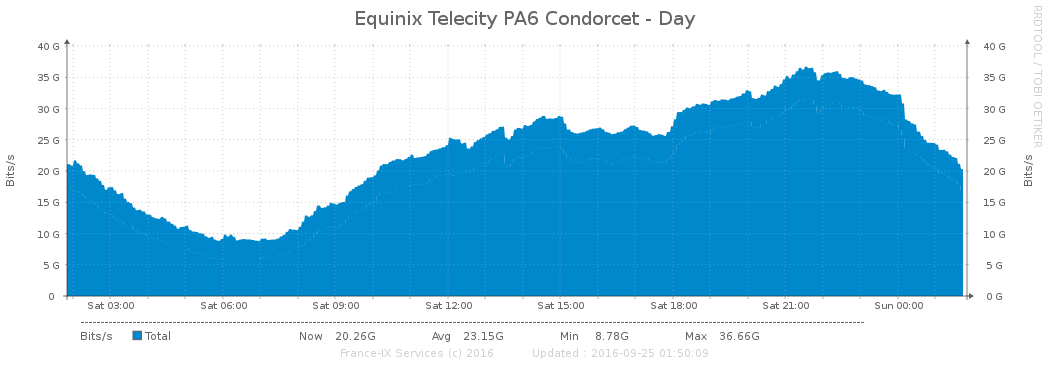 Equinix Telecity PA6 Condorcet - Day
RRDTOOL / TOBI OETIKER
Bits/s
40 G
35 G
30 G
25 G
20 G
15 G
10 G
5 G
0
40 G
35 G
30 G
25 G
20 G
15 G
10 G
5 G
0 G
Bits/s
Sat 03:00 Sat 06:00 Sat 09:00 Sat 12:00 Sat 15:00 Sat 18:00 Sat 21:00 Sun 00:00
Bits/s Total Now 20.26G Avg 23.15G Min 8.78G Max 36.66G
France-IX Services (c) 2016 Updated : 2016-09-25 01:50:09